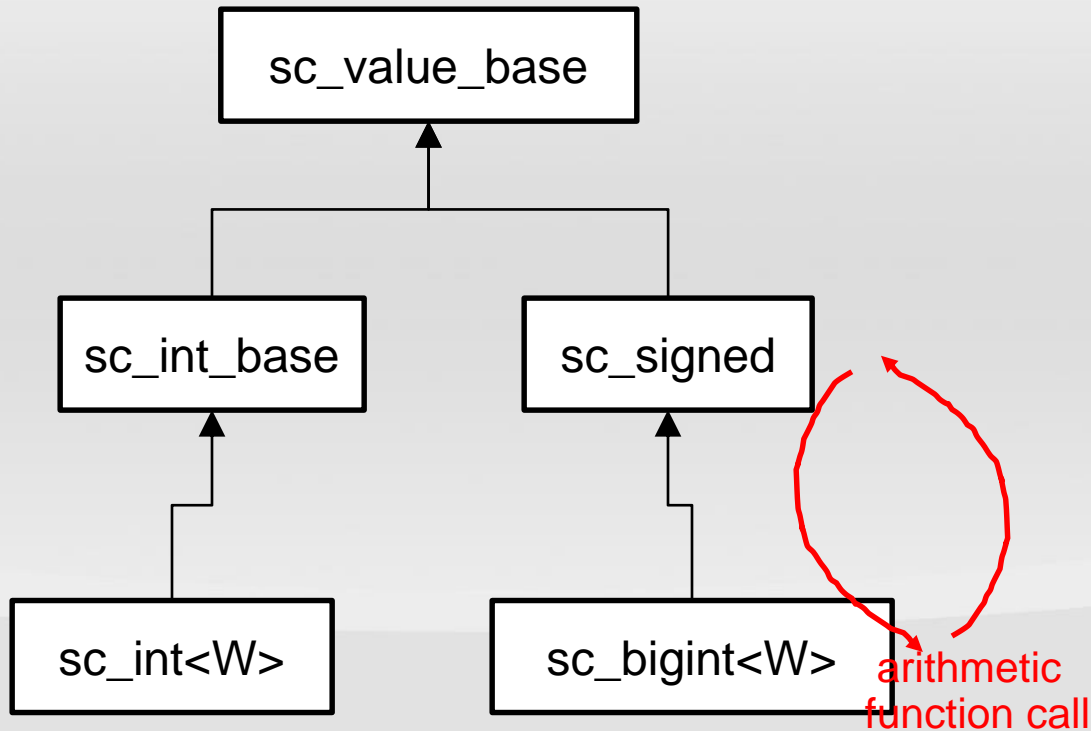 sc_value_base
sc_int_base
sc_signed
sc_int<W>
sc_bigint<W>
arithmetic
function call